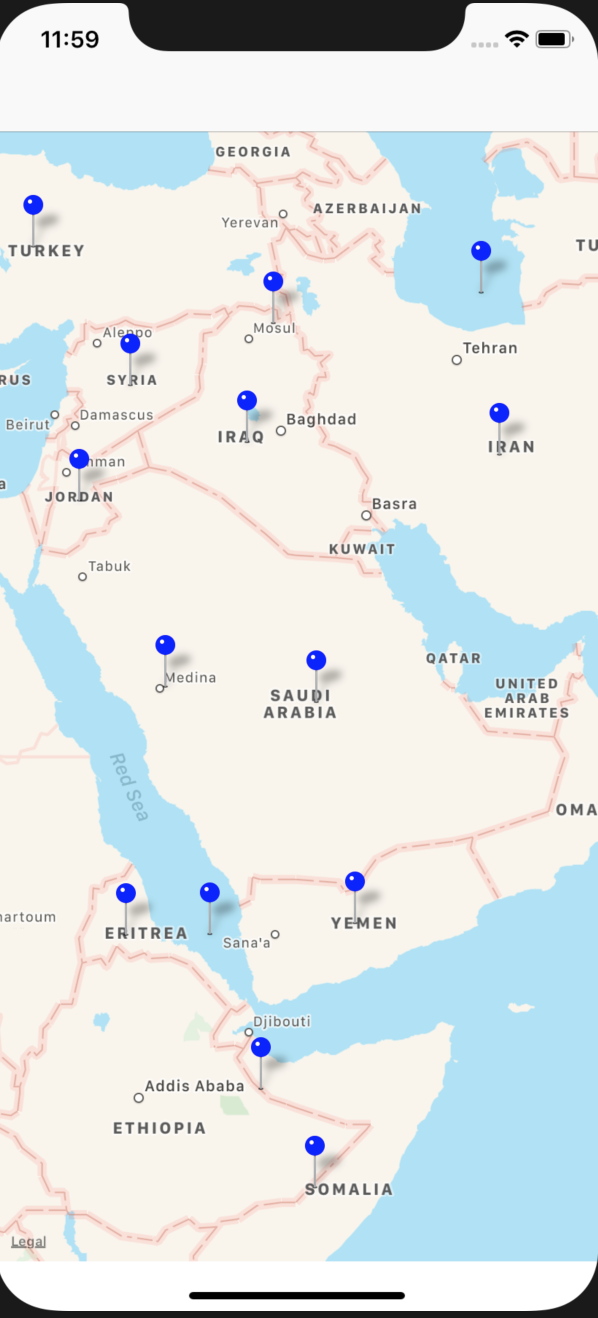 11:59
GEORGIA
AZERBAIJAN
Yerevan
TURKEY
TU
Aleppo
Mosul
Tehran
RUS
SYRIA
Beirut
Damascus
IRAQ
Baghdad
IRAN
mman
a
JORDAN
Basra
KUWAIT
Tabuk
QATAR
Medina
UNITED
ARAB
EMIRATES
SAUDI
ARABIA
Red Sea
OMA
artoum
ERITREA
YEMEN
Sana'a
Djibouti
Addis Ababa
ETHIOPIA
SOMALIA
Legal